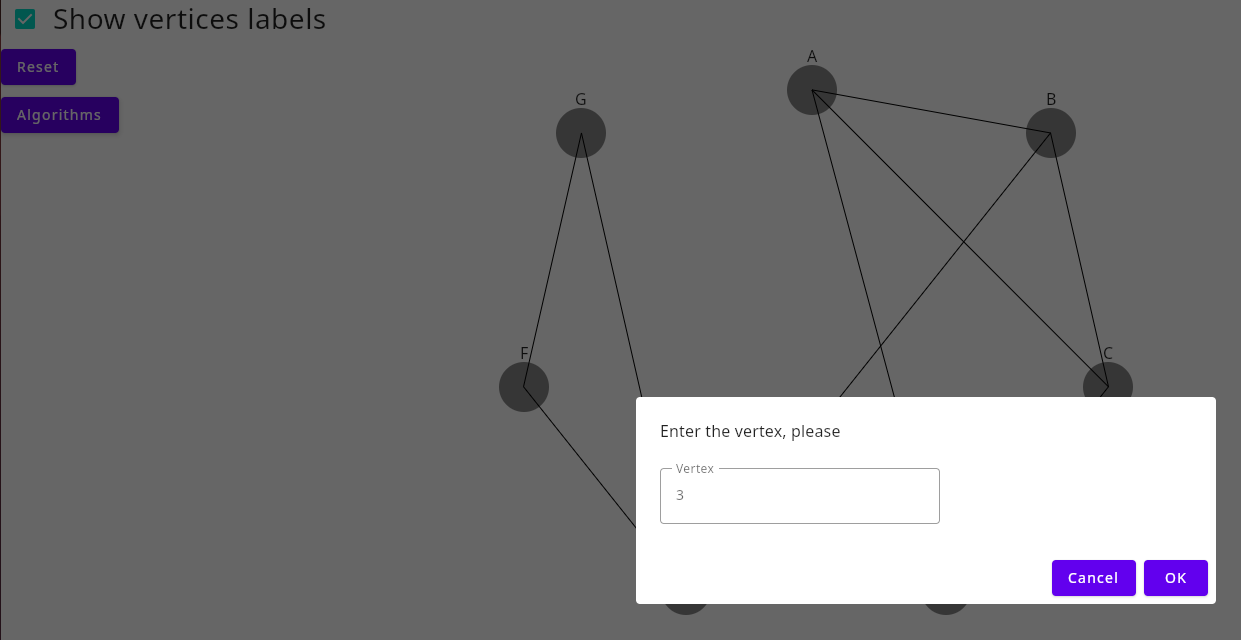 Show vertices labels
Reset
Algorithms
A
G
B
F
C
Enter the vertex, please
Vertex
3
Cancel
OK